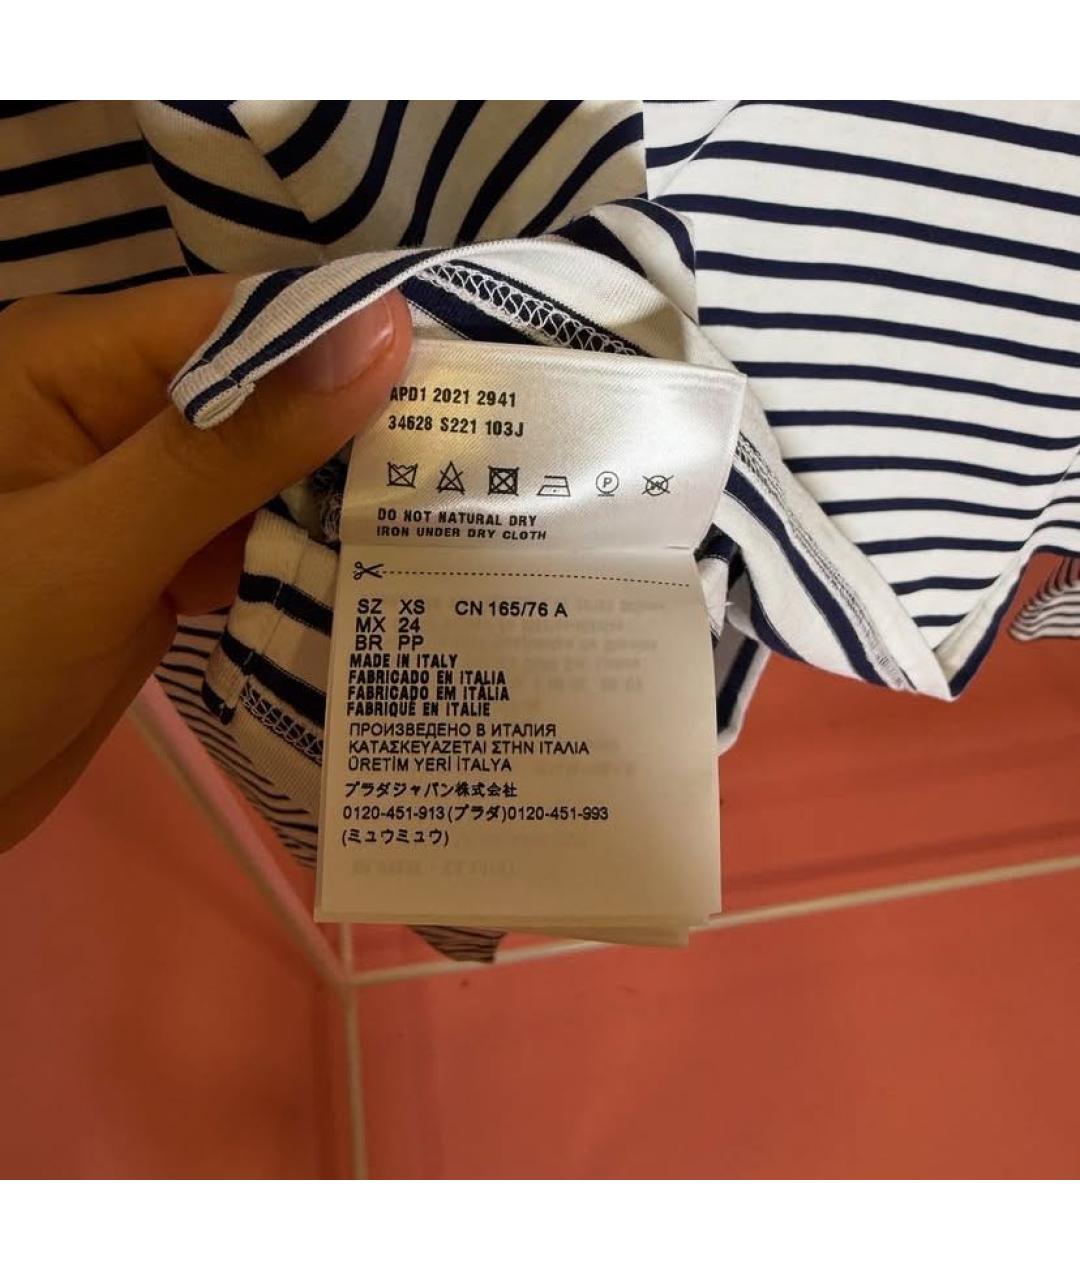 APD1 2021 2941
34628 S221 103J
P
W
DO NOT NATURAL DRY
IRON UNDER DRY CLOTH
SZ XS CN 165/76 A
MX 24
BR PP
MADE IN ITALY
FABRICADO EN ITALIA
FABRICADO EM ITÁLIA
FABRIQUÉ EN ITALIE
ПРОИЗВЕДЕНО В ИТАЛИЯ
ΚΑΤΑΣΚΕΥΑΖΕΤΑΙ ΣΤΗΝ ΙΤΑΛΙΑ
ÜRETİM YERİ İTALYA
プラダジャパン株式会社
0120-451-913(プラダ)0120-451-993
(ミュウミュウ)